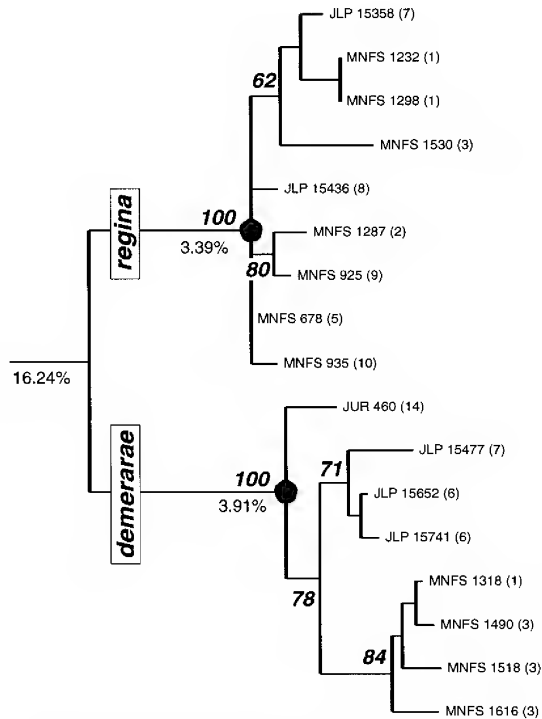 JLP 15358 (7)
MNFS 1232 (1)
62
MNFS 1298 (1)
MNFS 1530 (3)
JLP 15436 (8)
regina
100
3.39%
MNFS 1287 (2)
80
MNFS 925 (9)
MNFS 678 (5)
MNFS 935 (10)
16.24%
JUR 460 (14)
demerarae
100
3.91%
71
JLP 15477 (7)
JLP 15652 (6)
JLP 15741 (6)
78
MNFS 1318 (1)
MNFS 1490 (3)
84
MNFS 1518 (3)
MNFS 1616 (3)